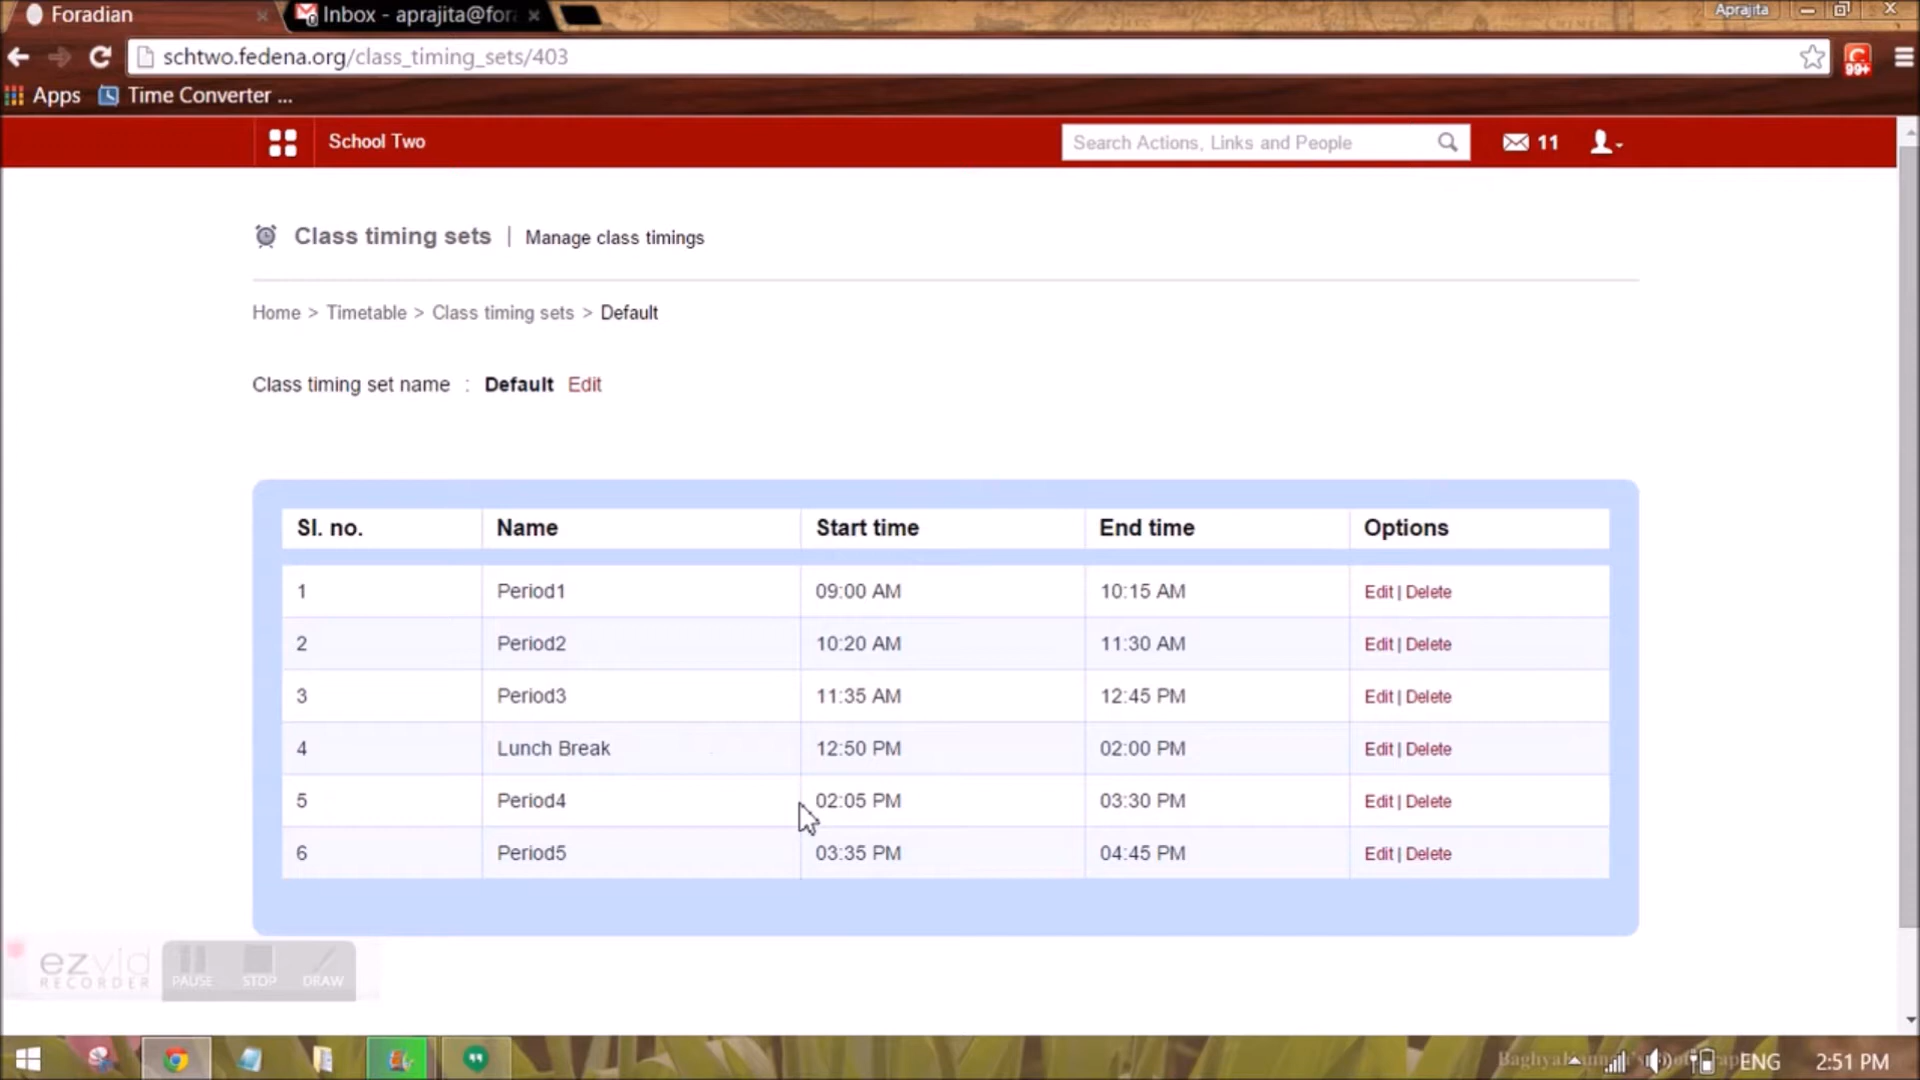 Foradian
Inbox - aprajita@fora
Aprajita
schtwo.fedena.org/class_timing_sets/403
99+
Apps
Time Converter ...
School Two
Search Actions, Links and People
11
Class timing sets | Manage class timings
Home > Timetable > Class timing sets > Default
Class timing set name : Default Edit
Sl. no. Name Start time End time Options
1 Period1 09:00 AM 10:15 AM Edit | Delete
2 Period2 10:20 AM 11:30 AM Edit | Delete
3 Period3 11:35 AM 12:45 PM Edit | Delete
4 Lunch Break 12:50 PM 02:00 PM Edit | Delete
5 Period4 02:05 PM 03:30 PM Edit | Delete
6 Period5 03:35 PM 04:45 PM Edit | Delete
ezvid
RECORDER
PAUSE STOP DRAW
ENG 2:51 PM